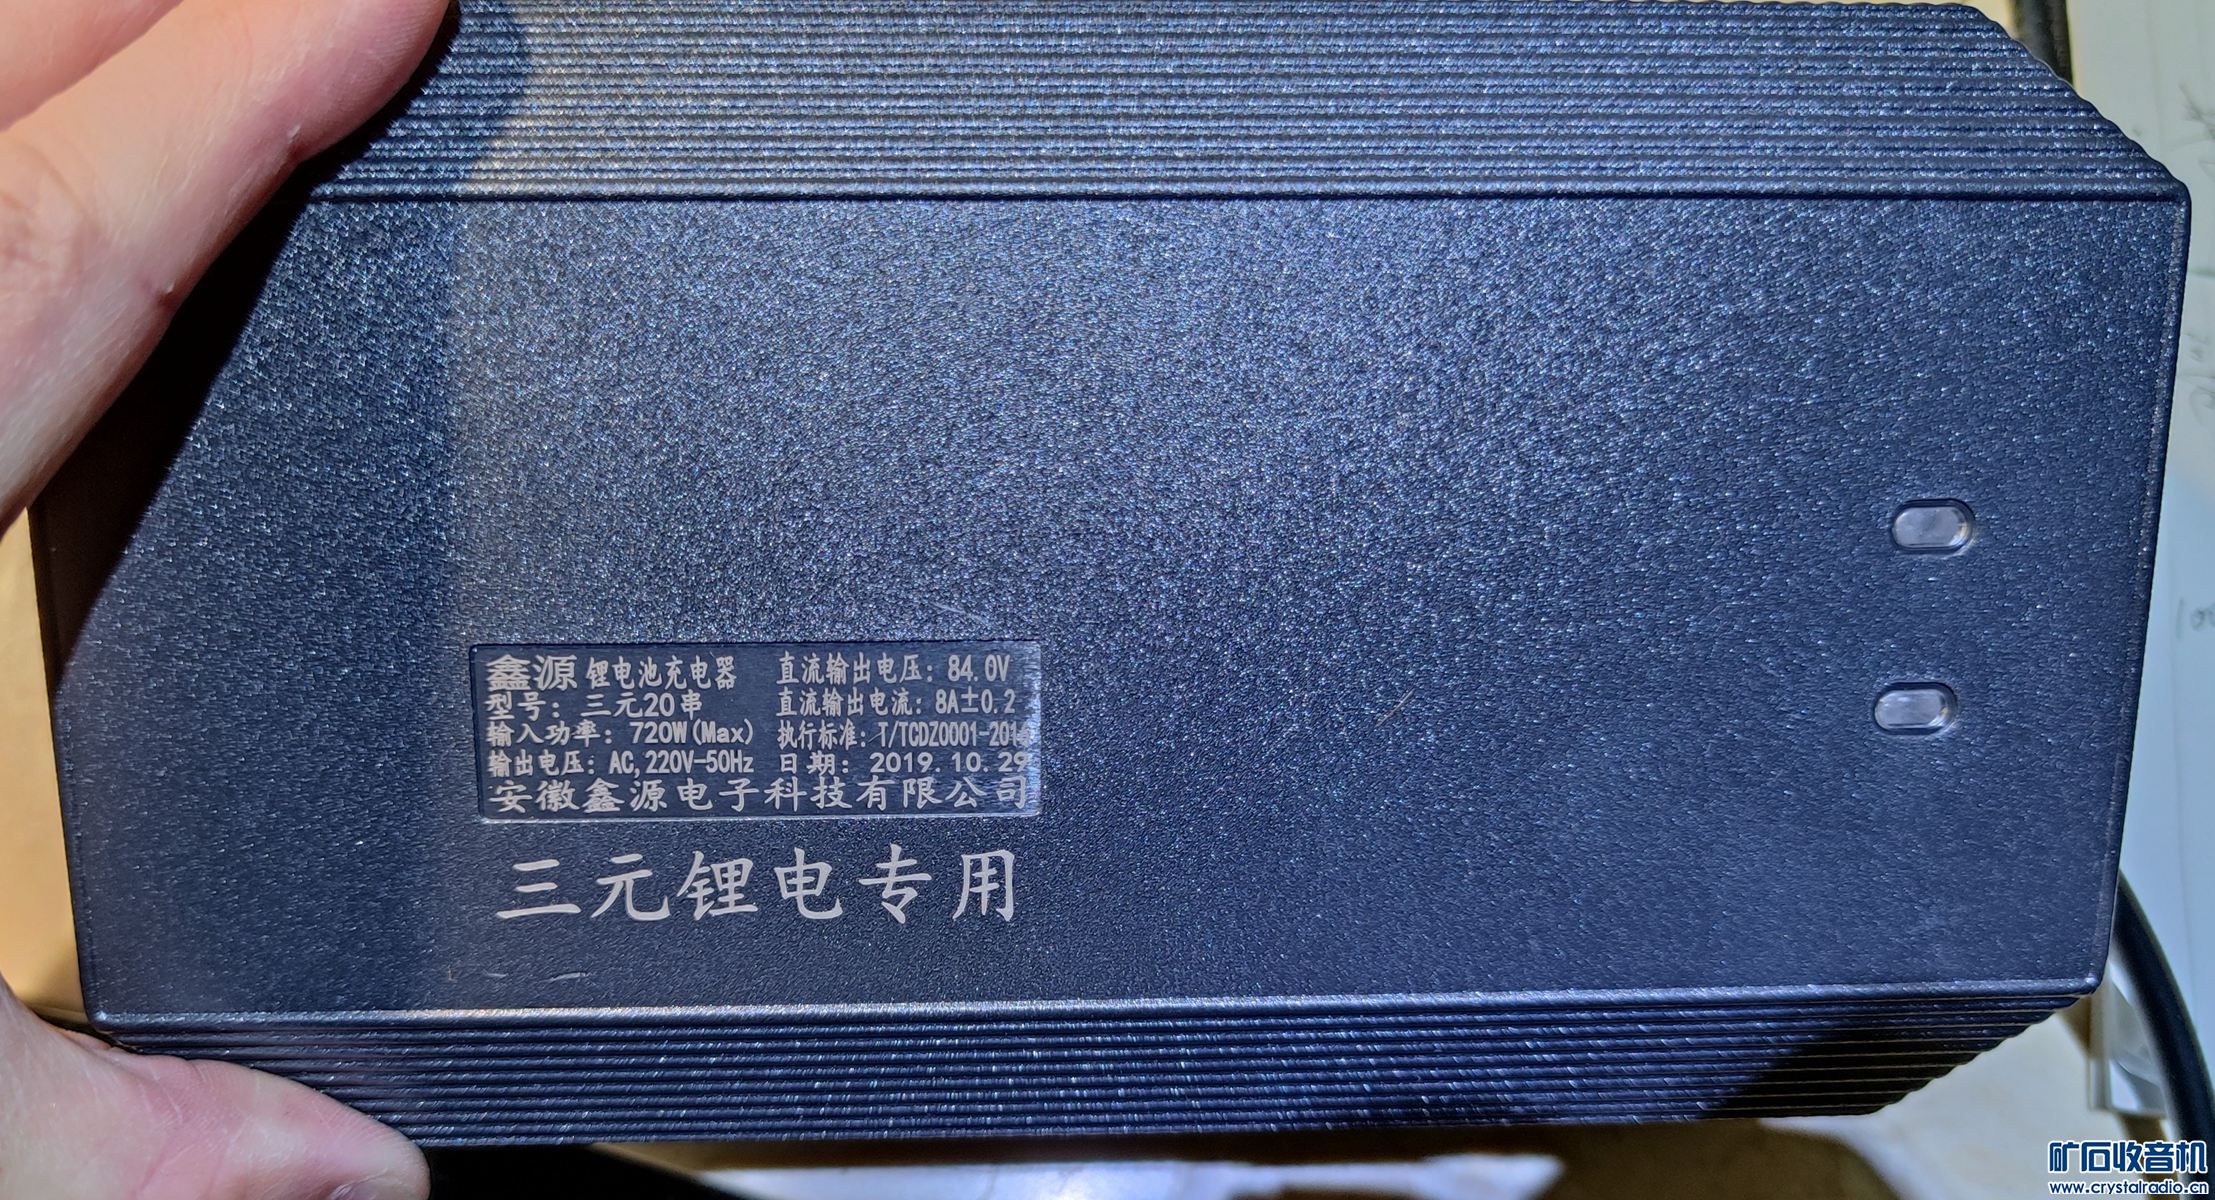 鑫源 锂电池充电器
型号：三元20串
输入功率：720W(Max)
输出电压：AC,220V-50Hz
直流输出电压：84.0V
直流输出电流：8A±0.2
执行标准：T/TCDZ0001-201
日期：2019.10.29
安徽鑫源电子科技有限公司
三元锂电专用
矿石收音机
www.crystalradio.cn